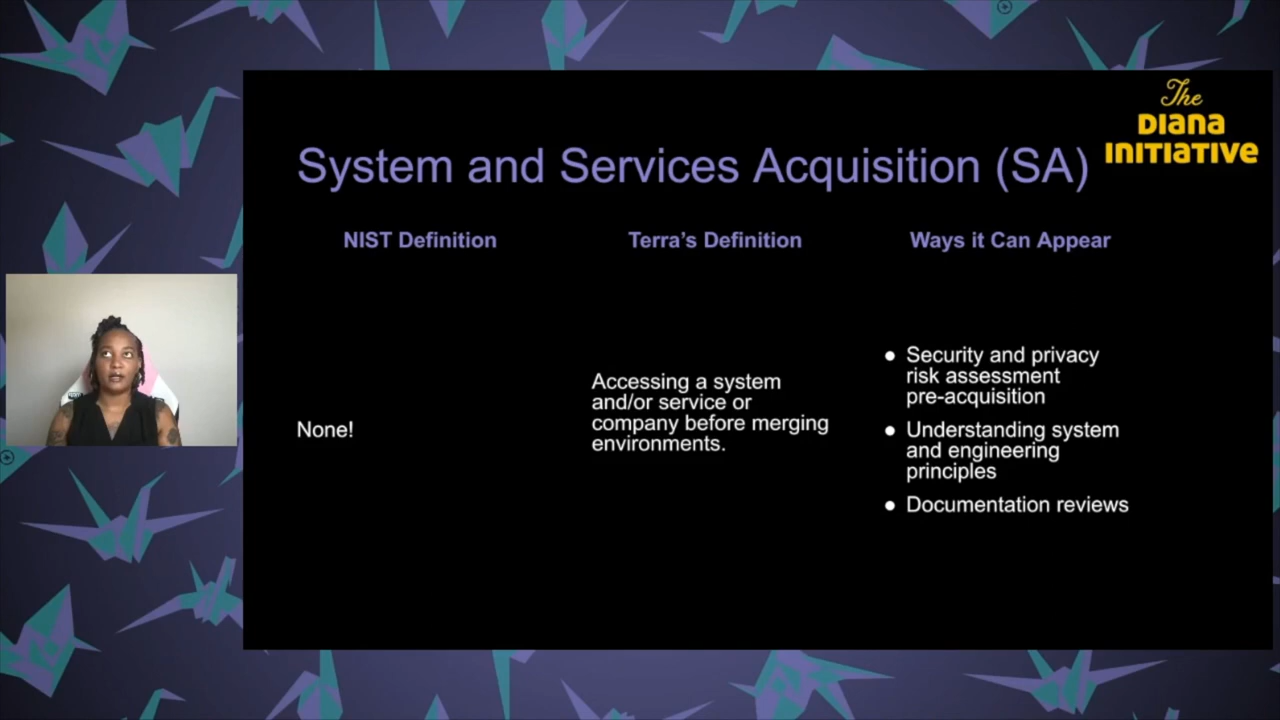 The
DIANA
INITIATIVE
System and Services Acquisition (SA)
NIST Definition
Terra's Definition
Ways it Can Appear
None!
Accessing a system
and/or service or
company before merging
environments.
● Security and privacy
risk assessment
pre-acquisition
● Understanding system
and engineering
principles
● Documentation reviews